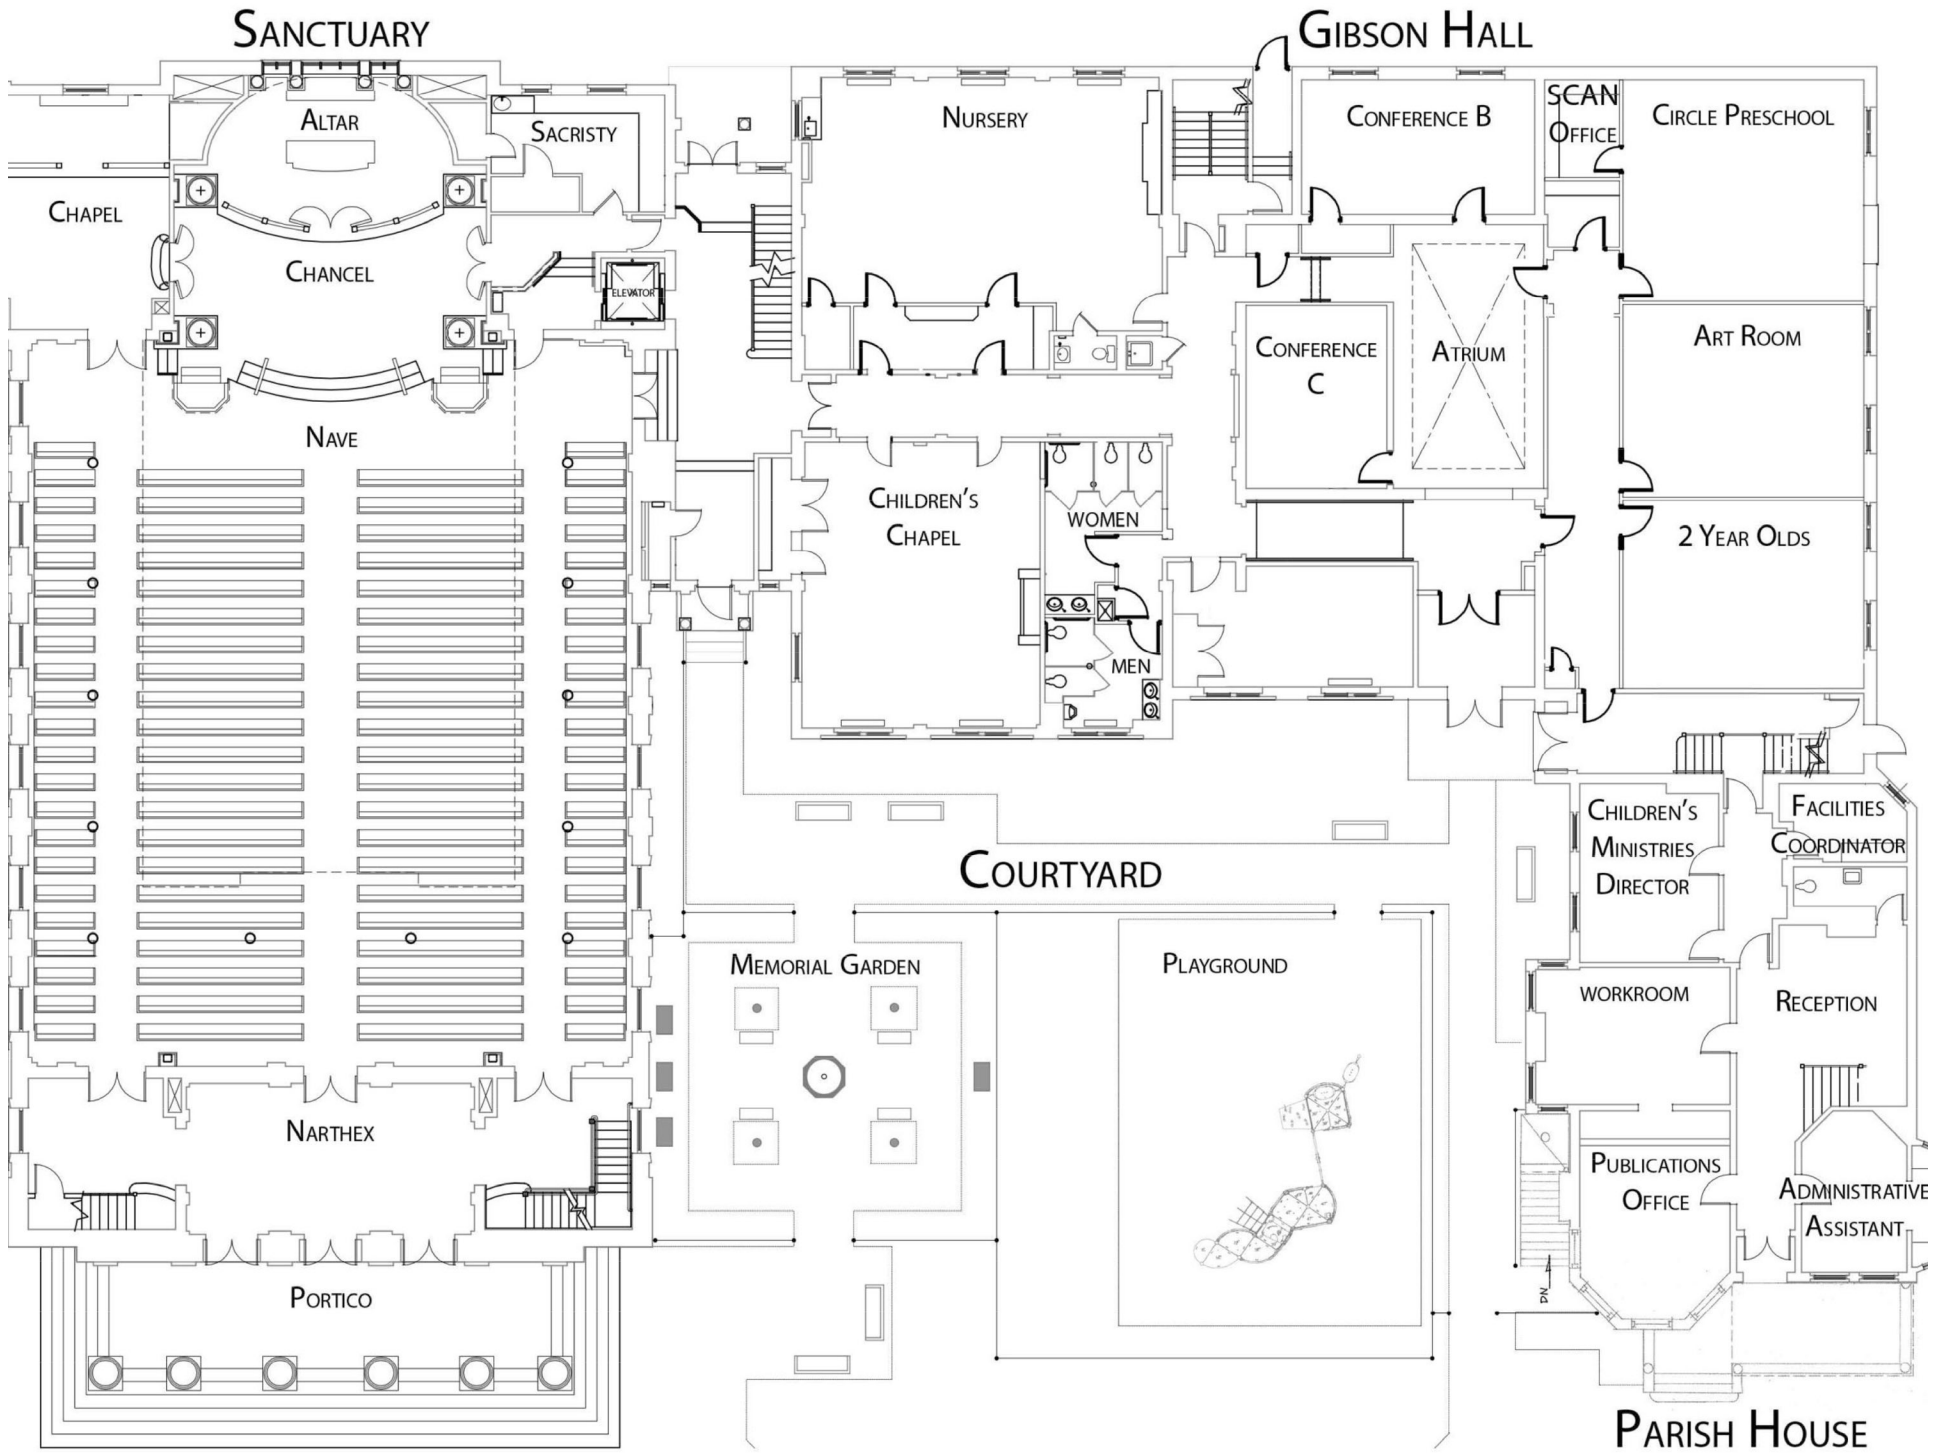 SANCTUARY
GIBSON HALL
ALTAR
SACRISTY
NURSERY
CONFERENCE B
SCAN
OFFICE
CIRCLE PRESCHOOL
CHAPEL
CHANCEL
ELEVATOR
CONFERENCE
C
ATRIUM
ART ROOM
NAVE
CHILDREN'S
CHAPEL
WOMEN
2 YEAR OLDS
MEN
CHILDREN'S
MINISTRIES
DIRECTOR
FACILITIES
COORDINATOR
COURTYARD
MEMORIAL GARDEN
PLAYGROUND
WORKROOM
RECEPTION
NARTHEX
PUBLICATIONS
OFFICE
ADMINISTRATIVE
ASSISTANT
PORTICO
DN
PARISH HOUSE